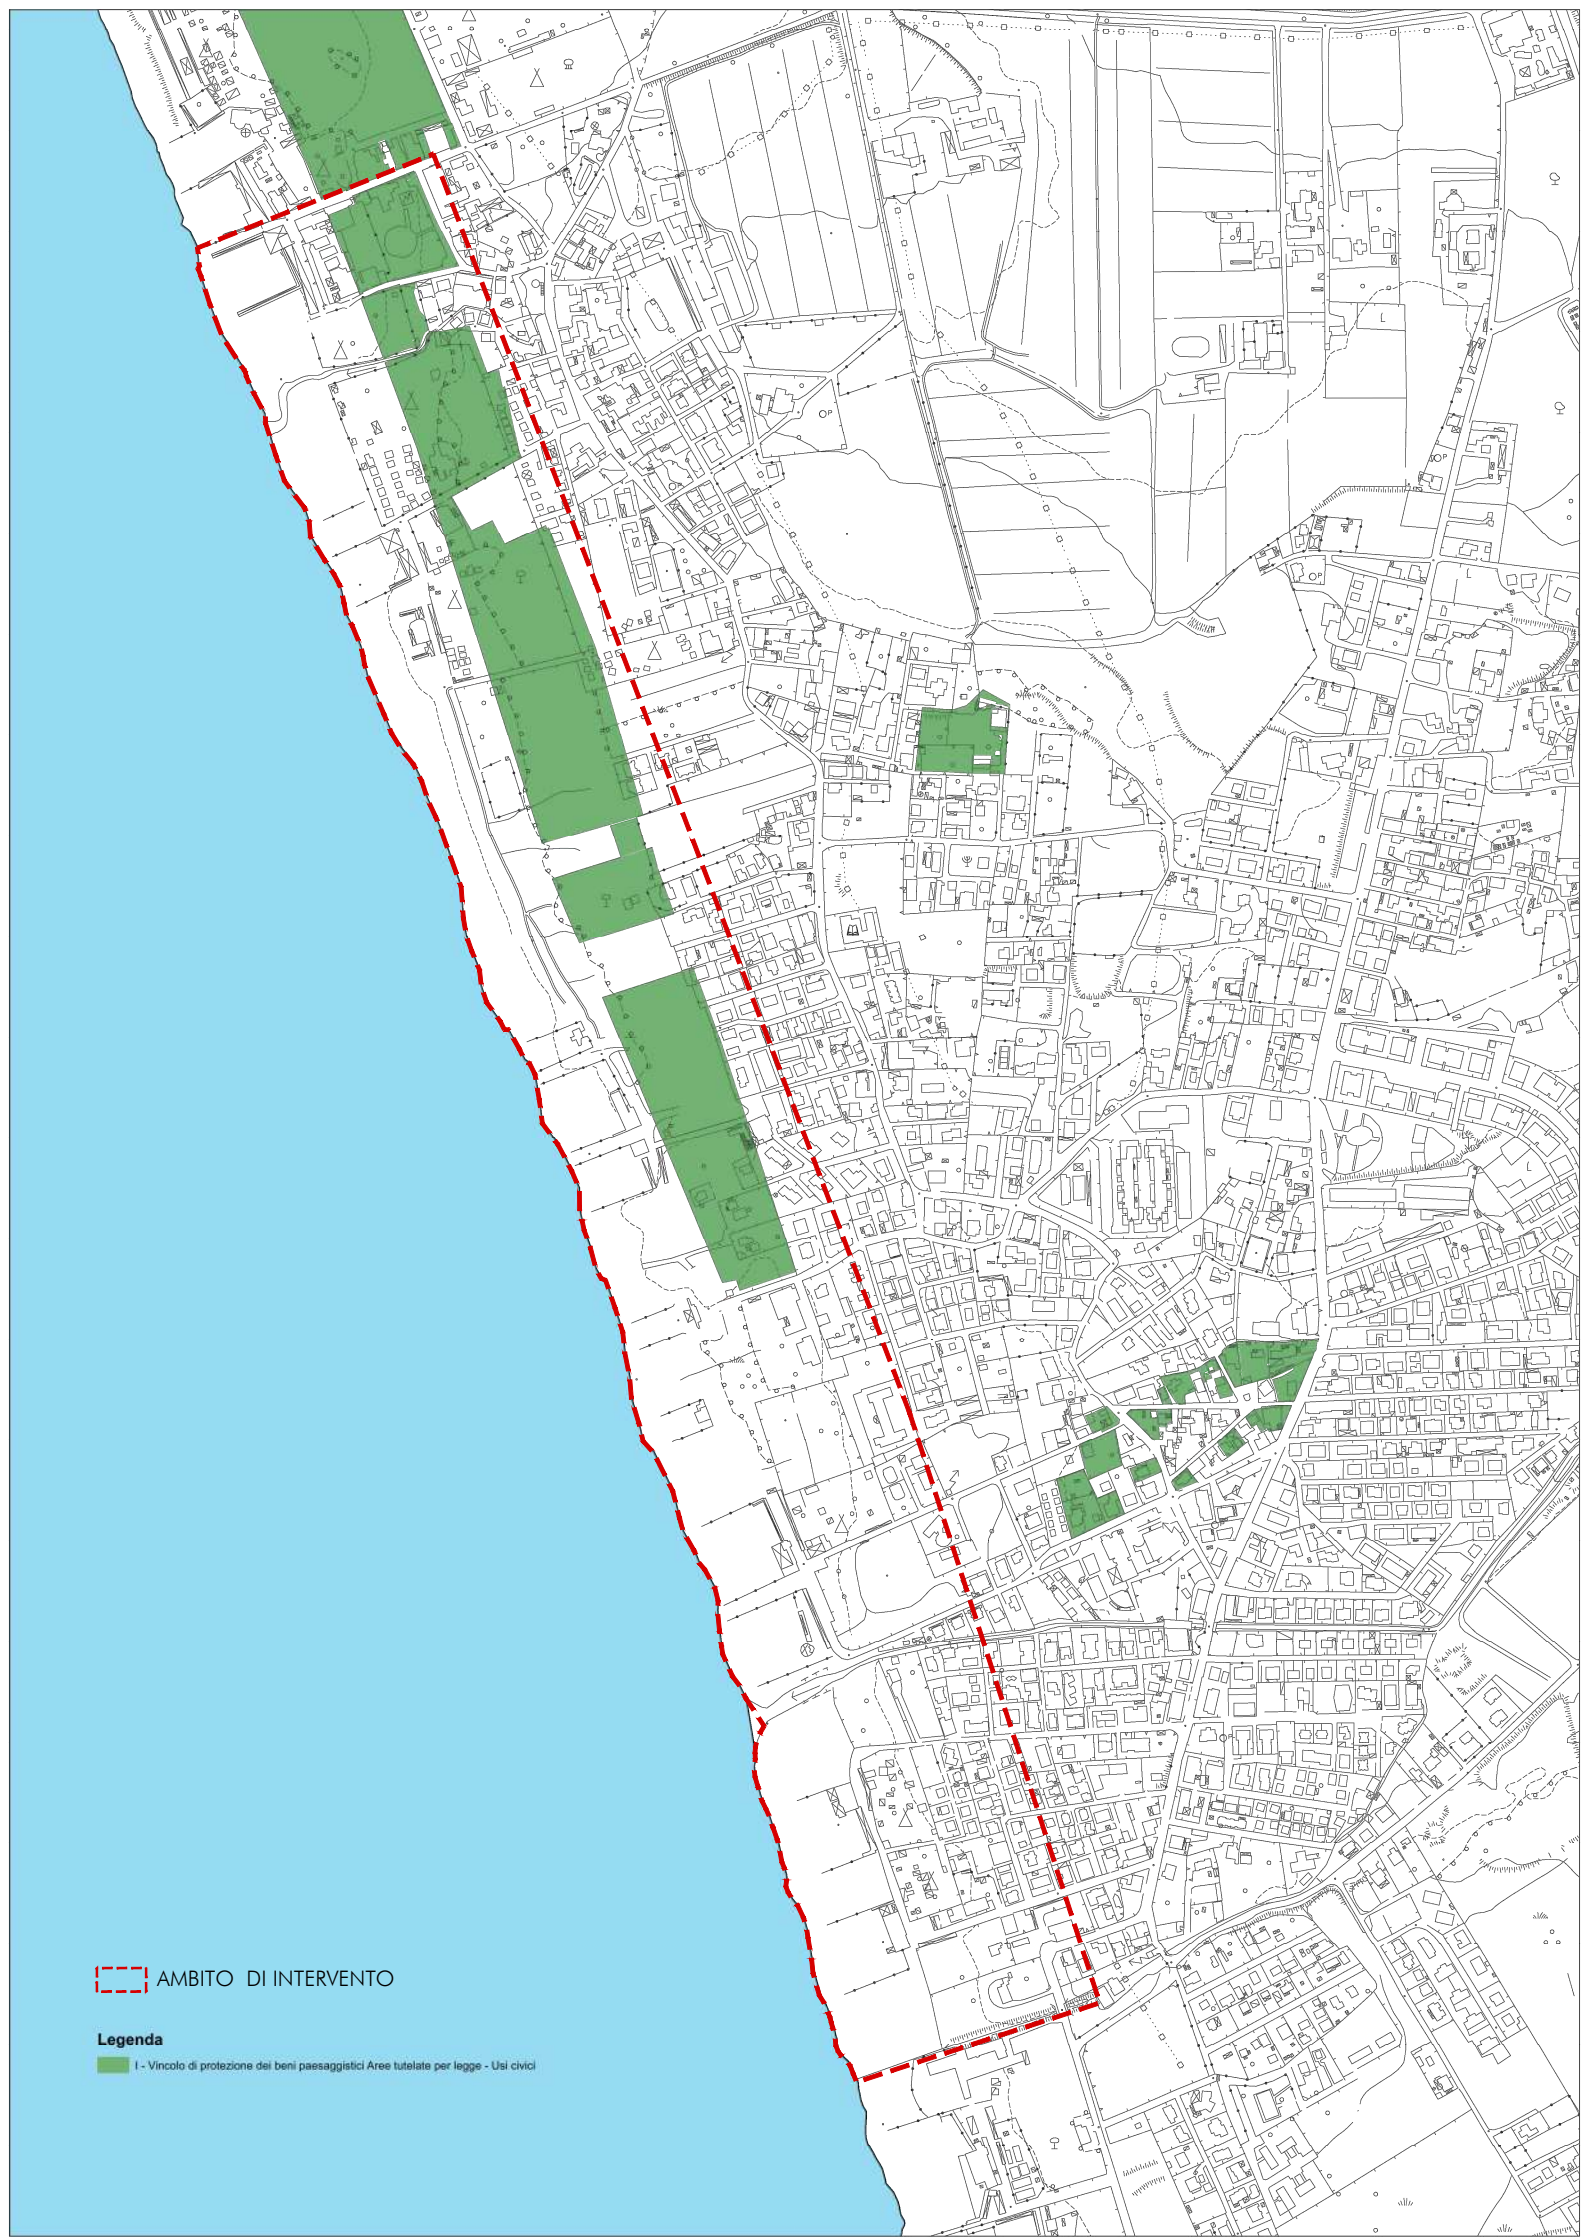 AMBITO DI INTERVENTO
Legenda
I - Vincolo di protezione dei beni paesaggistici Aree tutelate per legge - Usi civici
L
P
P
P
P
L
L